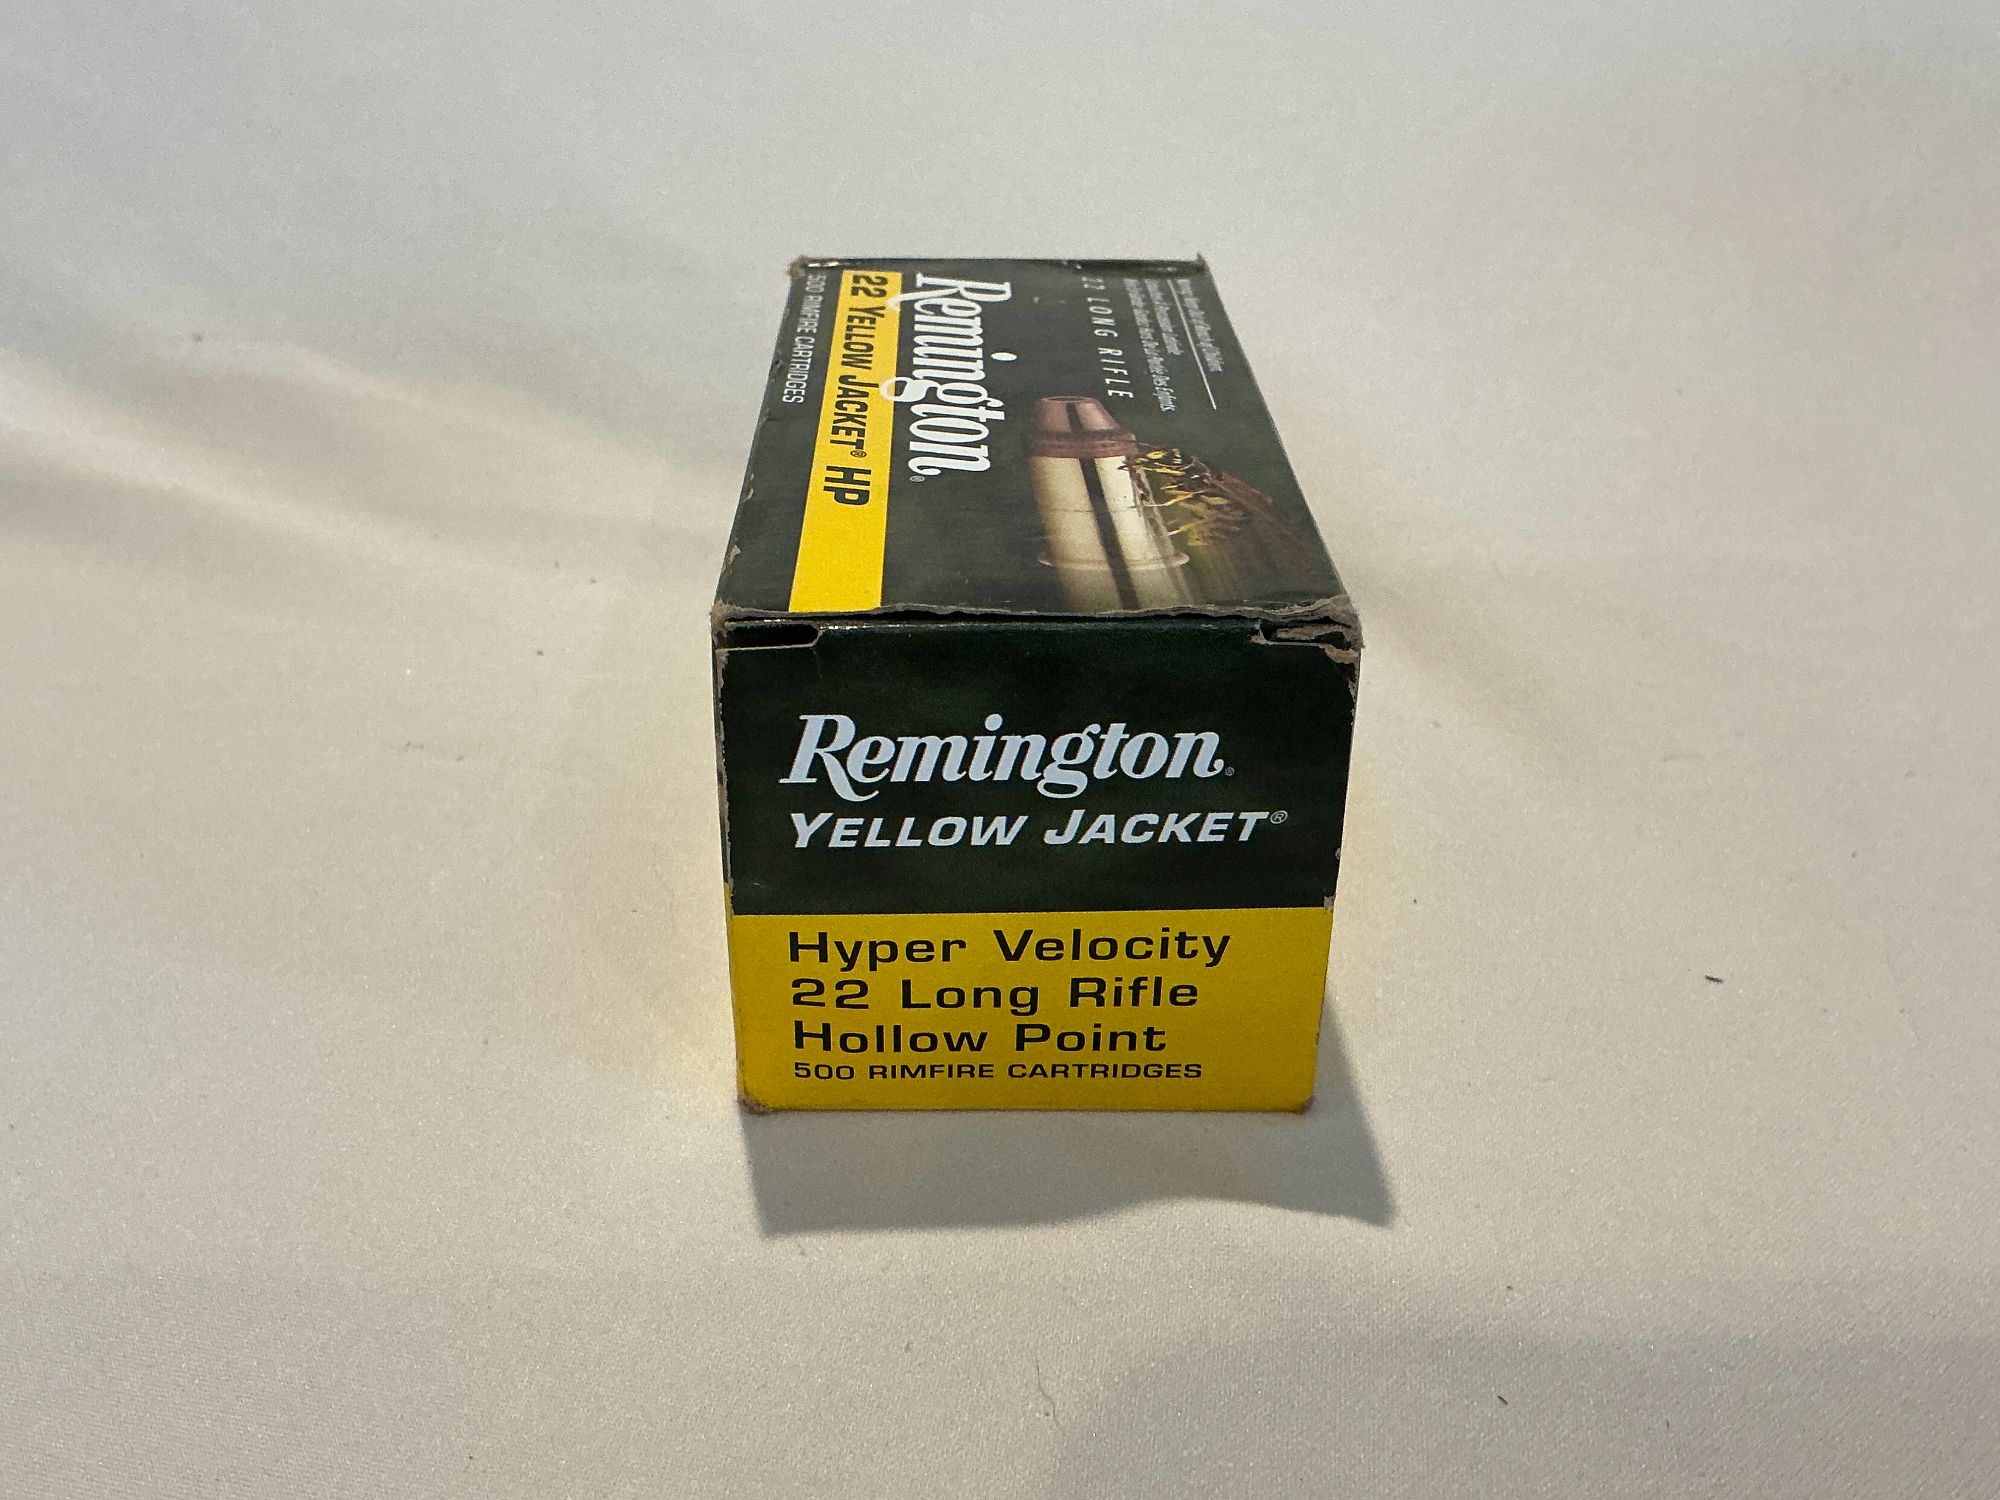 Remington®
22 YELLOW JACKET® HP
500 RIMFIRE CARTRIDGES
22 LONG RIFLE
Remington®
YELLOW JACKET®
Hyper Velocity
22 Long Rifle
Hollow Point
500 RIMFIRE CARTRIDGES